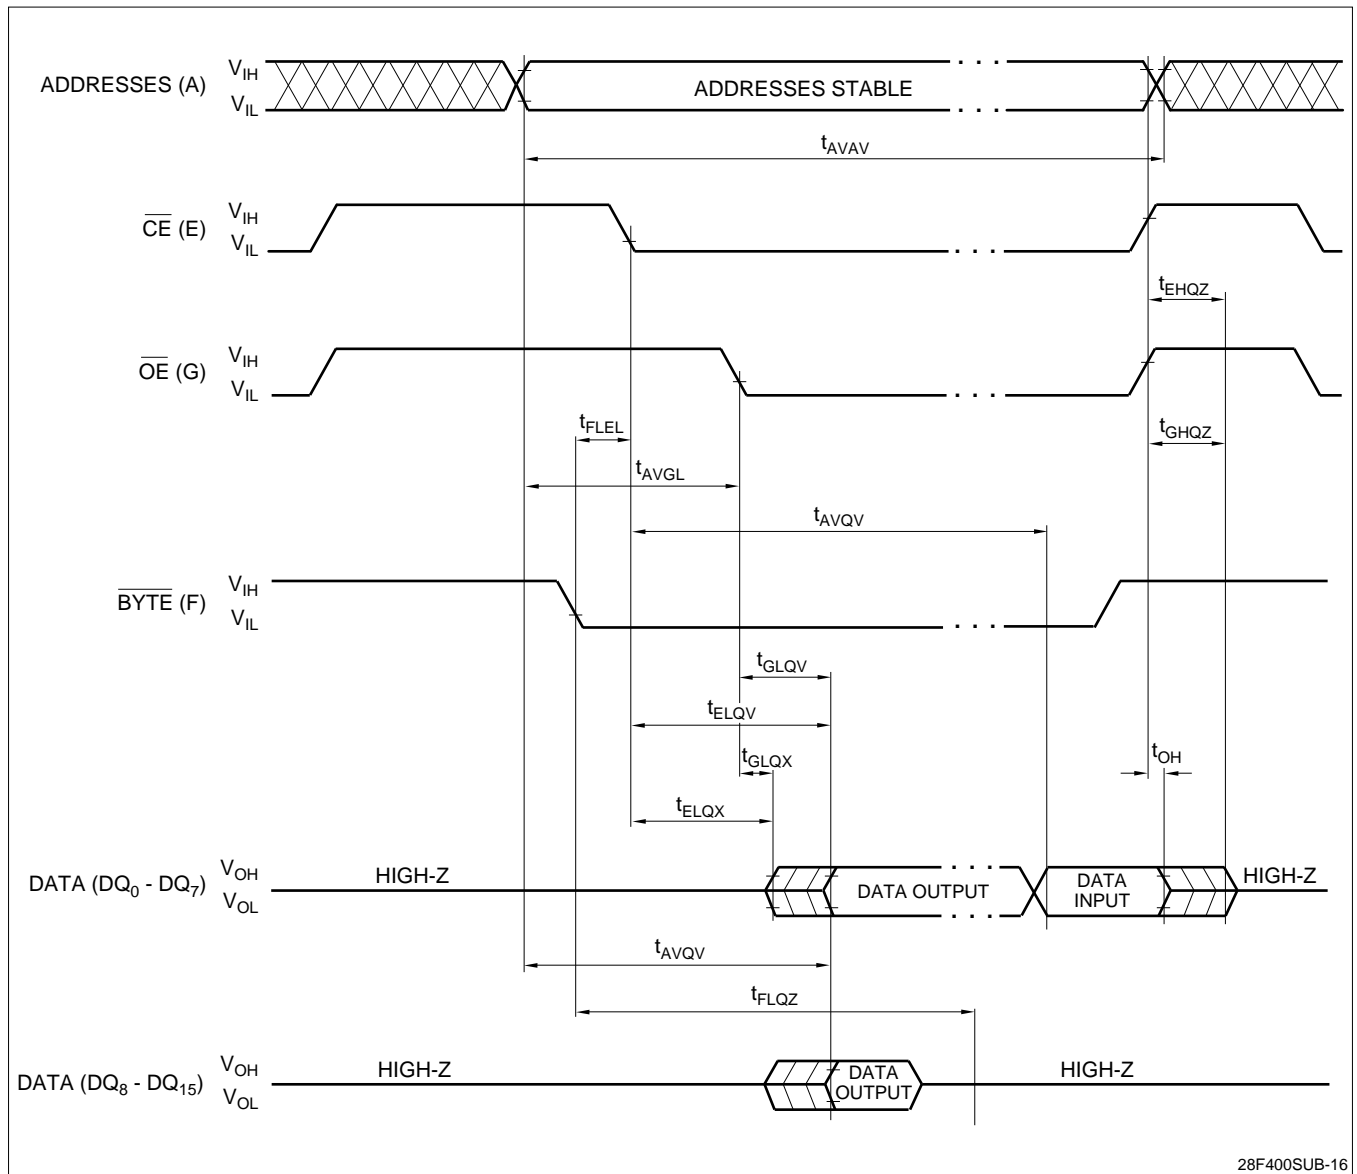 ADDRESSES (A) VIH VIL ADDRESSES STABLE
tAVAV
CE (E) VIH VIL
tEHQZ
OE (G) VIH VIL
tFLEL tGHQZ
tAVGL
tAVQV
BYTE (F) VIH VIL
tGLQV
tELQV
tGLQX tOH
tELQX
DATA (DQ0 - DQ7) VOH VOL HIGH-Z DATA OUTPUT DATA INPUT HIGH-Z
tAVQV
tFLQZ
DATA (DQ8 - DQ15) VOH VOL HIGH-Z DATA OUTPUT HIGH-Z
28F400SUB-16